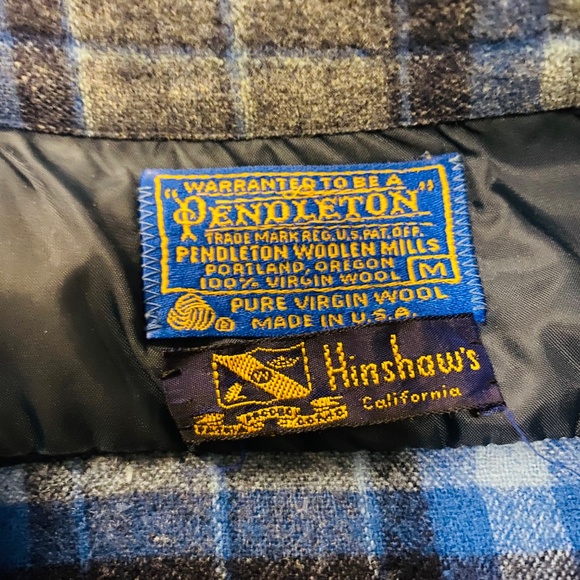 "WARRANTED TO BE A
PENDLETON"
TRADE MARK REG. U.S. PAT. OFF.
PENDLETON WOOLEN MILLS
PORTLAND, OREGON
100% VIRGIN WOOL M
PURE VIRGIN WOOL
MADE IN U.S.A.
Hinshaw's
California